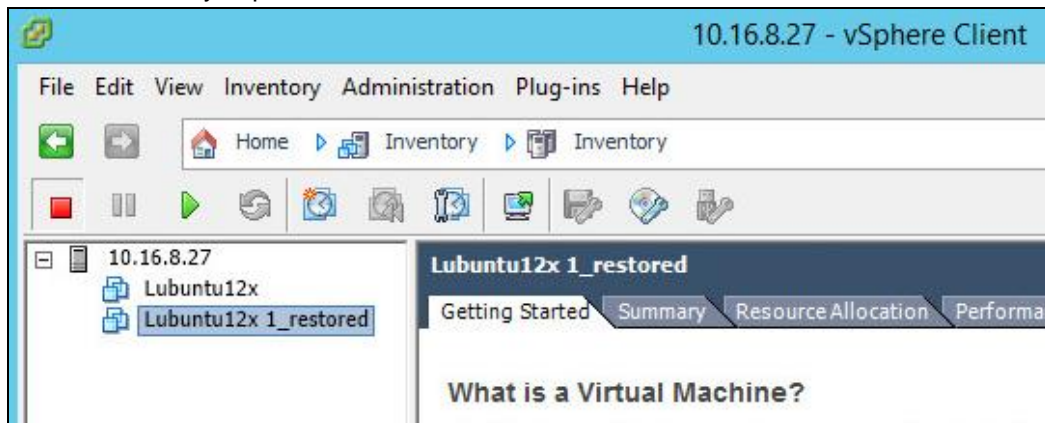 10.16.8.27 - vSphere Client
File Edit View Inventory Administration Plug-ins Help
Home Inventory Inventory
10.16.8.27
Lubuntu12x
Lubuntu12x 1_restored
Lubuntu12x 1_restored
Getting Started Summary Resource Allocation Performa
What is a Virtual Machine?